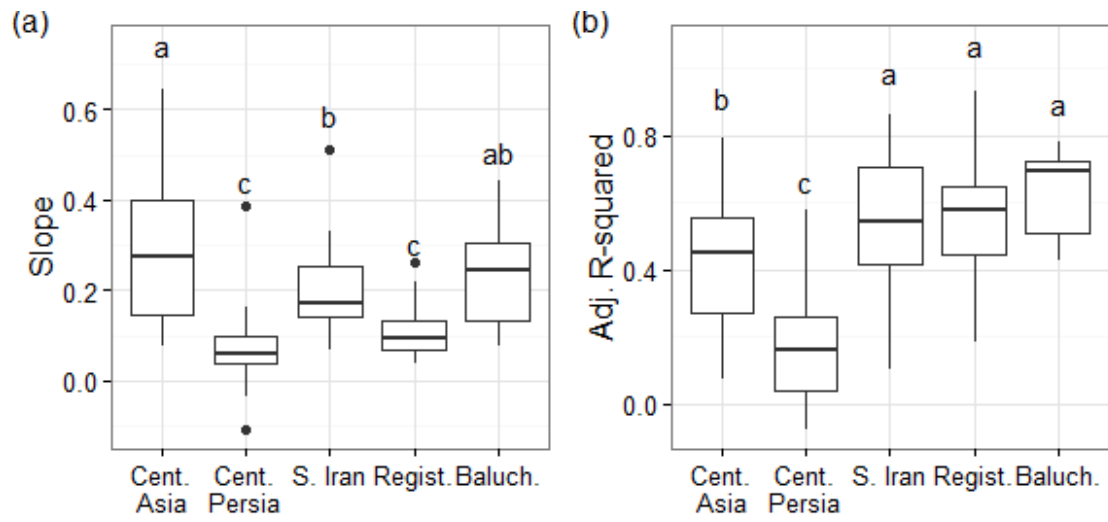 (a)
Slope
0.6
0.4
0.2
0.0
a
c
b
c
ab
Cent. Asia
Cent. Persia
S. Iran
Regist.
Baluch.
(b)
Adj. R-squared
0.8
0.4
0.0
b
c
a
a
a
Cent. Asia
Cent. Persia
S. Iran
Regist.
Baluch.